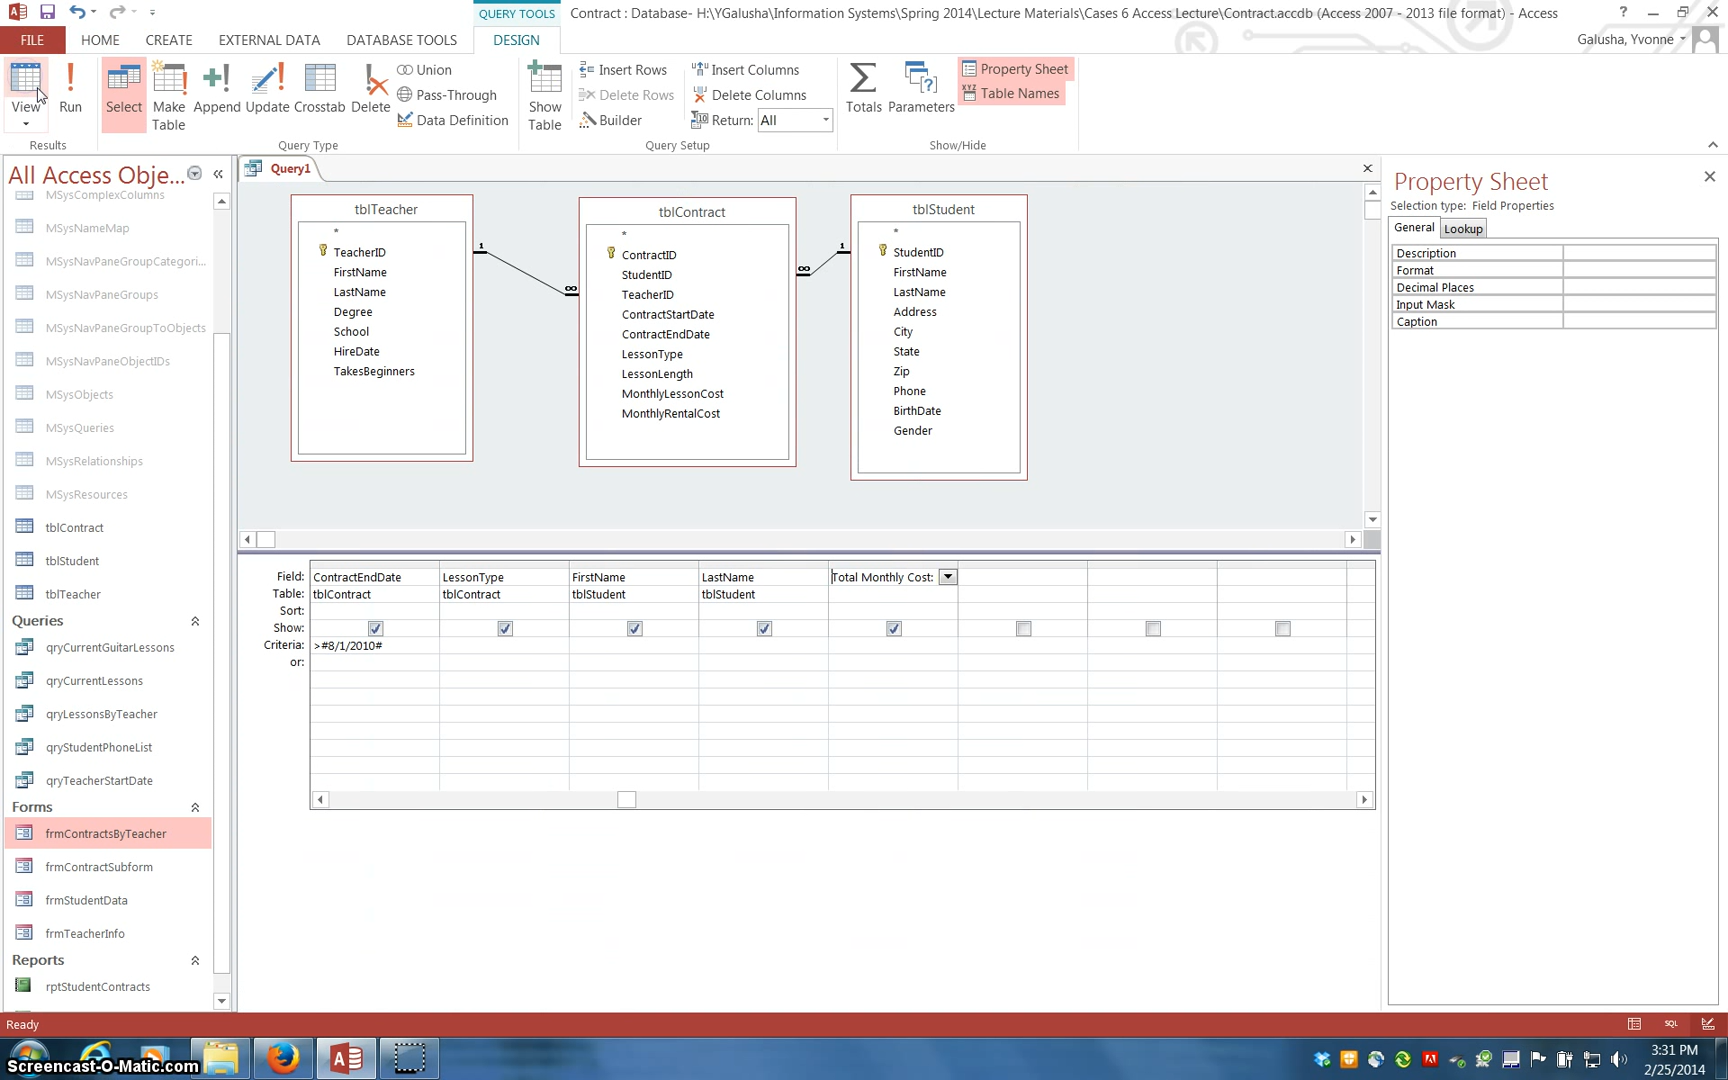 QUERY TOOLS
Contract : Database- H:\YGalusha\Information Systems\Spring 2014\Lecture Materials\Cases 6 Access Lecture\Contract.accdb (Access 2007 - 2013 file format) - Access
FILE HOME CREATE EXTERNAL DATA DATABASE TOOLS DESIGN
Galusha, Yvonne
View Run Select Make Table Append Update Crosstab Delete
Union
Pass-Through
Data Definition
Show Table
Insert Rows
Delete Rows
Builder
Insert Columns
Delete Columns
Return: All
Totals Parameters
Property Sheet
Table Names
Results Query Type Query Setup Show/Hide
All Access Obje...
MSysComplexColumns
MSysNameMap
MSysNavPaneGroupCategori...
MSysNavPaneGroups
MSysNavPaneGroupToObjects
MSysNavPaneObjectIDs
MSysObjects
MSysQueries
MSysRelationships
MSysResources
tblContract
tblStudent
tblTeacher
Queries
qryCurrentGuitarLessons
qryCurrentLessons
qryLessonsByTeacher
qryStudentPhoneList
qryTeacherStartDate
Forms
frmContractsByTeacher
frmContractSubform
frmStudentData
frmTeacherInfo
Reports
rptStudentContracts
Query1
tblTeacher
*
TeacherID
FirstName
LastName
Degree
School
HireDate
TakesBeginners
1
∞
tblContract
*
ContractID
StudentID
TeacherID
ContractStartDate
ContractEndDate
LessonType
LessonLength
MonthlyLessonCost
MonthlyRentalCost
∞
1
tblStudent
*
StudentID
FirstName
LastName
Address
City
State
Zip
Phone
BirthDate
Gender
Field: ContractEndDate LessonType FirstName LastName Total Monthly Cost:
Table: tblContract tblContract tblStudent tblStudent
Sort:
Show:
Criteria: >#8/1/2010#
or:
Property Sheet
Selection type: Field Properties
General Lookup
Description
Format
Decimal Places
Input Mask
Caption
Ready
SQL
Screencast-O-Matic.com
3:31 PM
2/25/2014